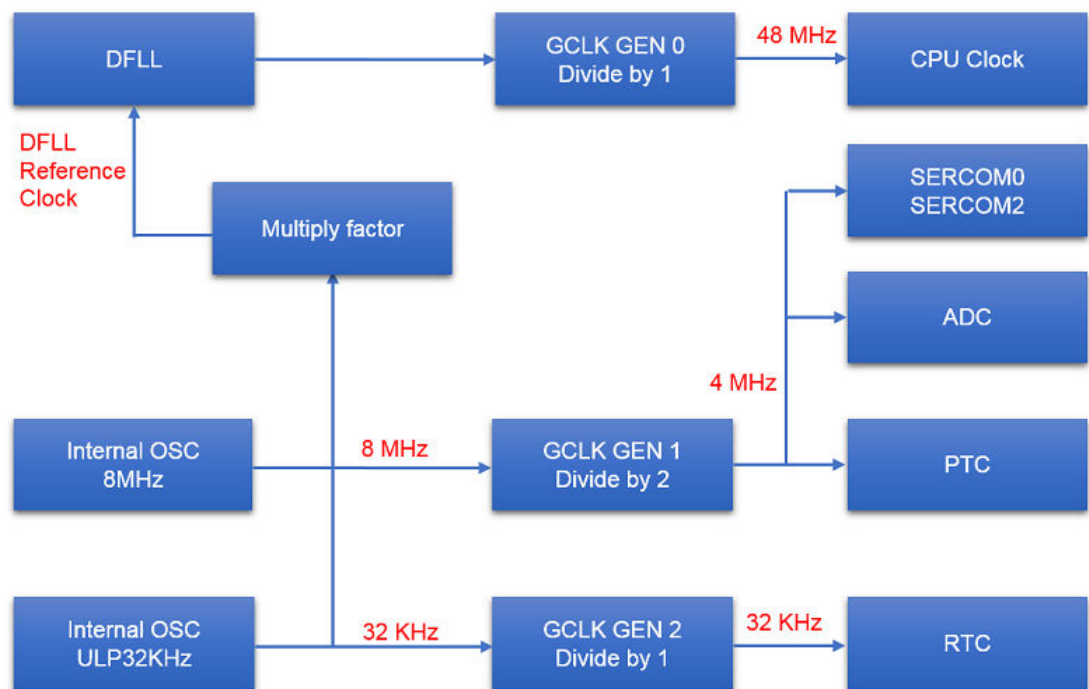 DFLL
GCLK GEN 0
Divide by 1
48 MHz
CPU Clock
DFLL
Reference
Clock
Multiply factor
SERCOM0
SERCOM2
ADC
4 MHz
Internal OSC
8MHz
8 MHz
GCLK GEN 1
Divide by 2
PTC
Internal OSC
ULP32KHz
32 KHz
GCLK GEN 2
Divide by 1
32 KHz
RTC